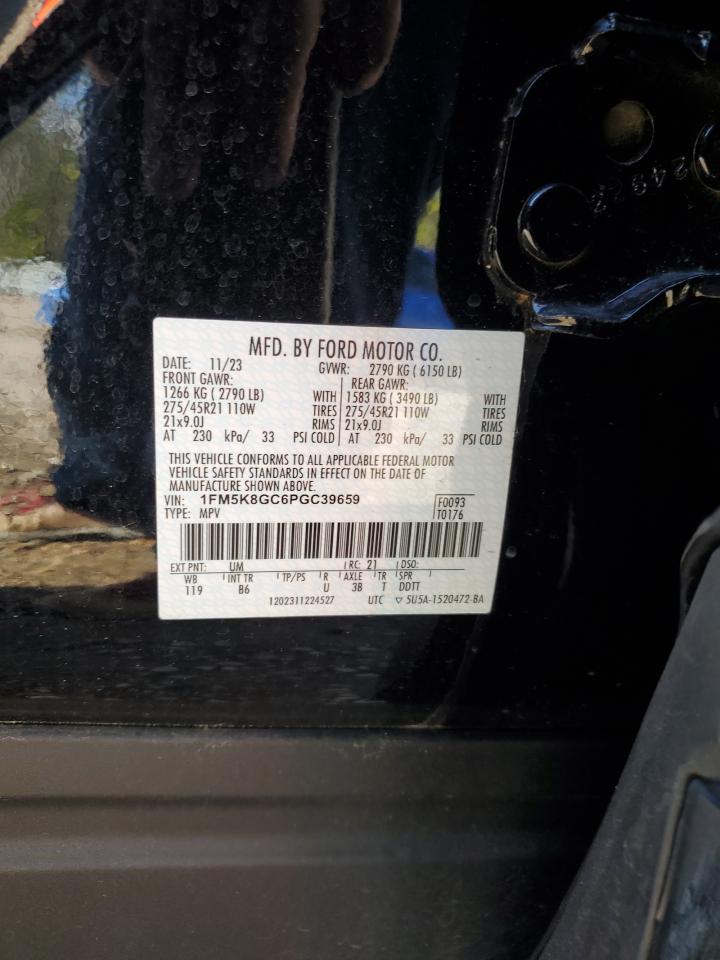 249 3
MFD. BY FORD MOTOR CO.
DATE: 11/23 GVWR: 2790 KG ( 6150 LB)
FRONT GAWR: REAR GAWR:
1266 KG ( 2790 LB) WITH 1583 KG ( 3490 LB) WITH
275/45R21 110W TIRES 275/45R21 110W TIRES
21x9.0J RIMS 21x9.0J RIMS
AT 230 kPa/ 33 PSI COLD AT 230 kPa/ 33 PSI COLD
THIS VEHICLE CONFORMS TO ALL APPLICABLE FEDERAL MOTOR
VEHICLE SAFETY STANDARDS IN EFFECT ON THE DATE OF
MANUFACTURE SHOWN ABOVE.
VIN: 1FM5K8GC6PGC39659 F0093
TYPE: MPV T0176
EXT PNT: UM RC: 21 DSO:
WB INT TR TP/PS R AXLE TR SPR
119 B6 U 3B T DDTT
1202311224527 UTC ▽ 5U5A-1520472-BA